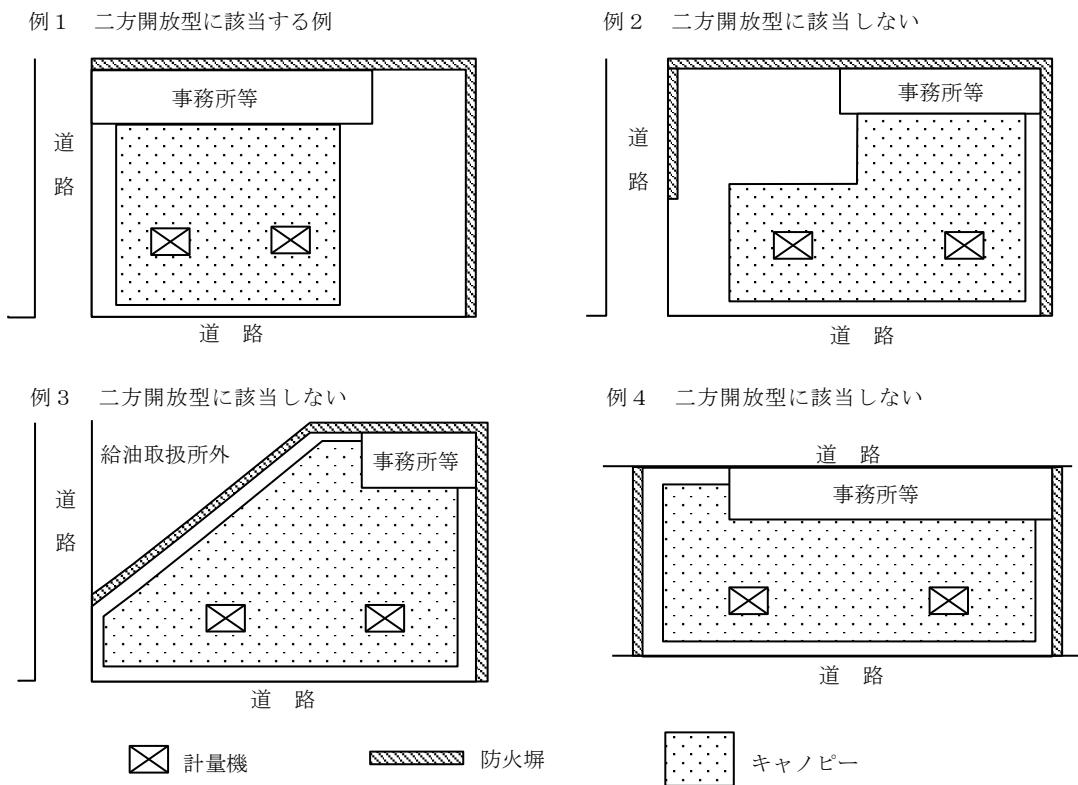 例１　二方開放型に該当する例
例２　二方開放型に該当しない
事務所等
道路
道　路
事務所等
道路
道　路
例３　二方開放型に該当しない
例４　二方開放型に該当しない
給油取扱所外
事務所等
道路
道　路
道　路
事務所等
道　路
計量機
防火塀
キャノピー